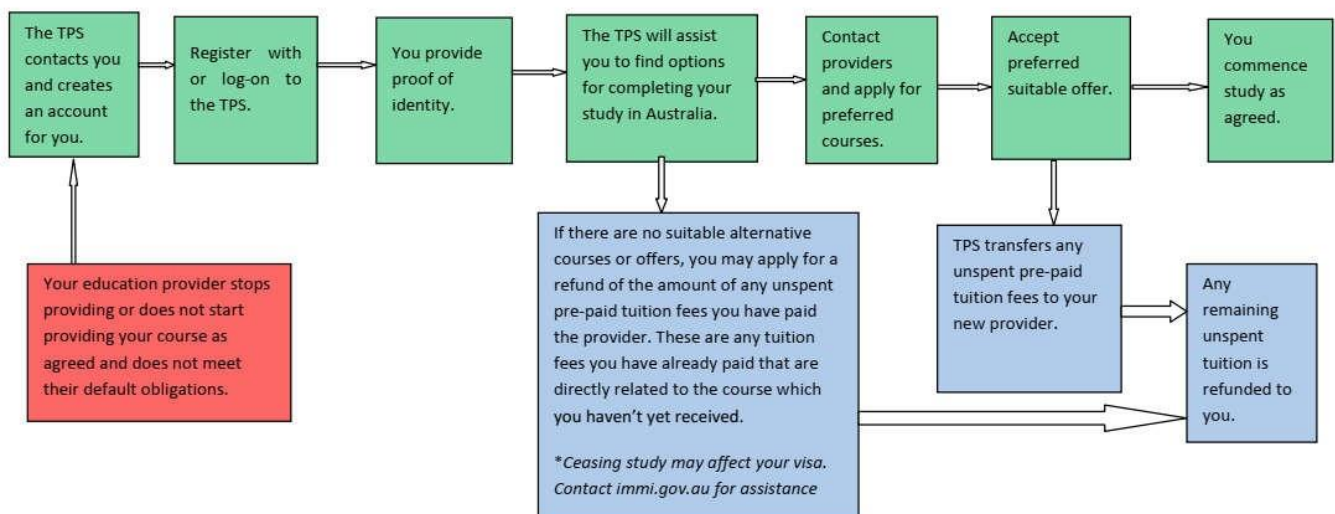 The TPS
contacts you
and creates
an account
for you.
Register with
or log-on to
the TPS.
You provide
proof of
identity.
The TPS will assist
you to find options
for completing your
study in Australia.
Contact
providers
and apply for
preferred
courses.
Accept
preferred
suitable offer.
You
commence
study as
agreed.
Your education provider stops
providing or does not start
providing your course as
agreed and does not meet
their default obligations.
If there are no suitable alternative
courses or offers, you may apply for a
refund of the amount of any unspent
pre-paid tuition fees you have paid
the provider. These are any tuition
fees you have already paid that are
directly related to the course which
you haven’t yet received.
*Ceasing study may affect your visa.
Contact immi.gov.au for assistance
TPS transfers any
unspent pre-paid
tuition fees to your
new provider.
Any
remaining
unspent
tuition is
refunded to
you.